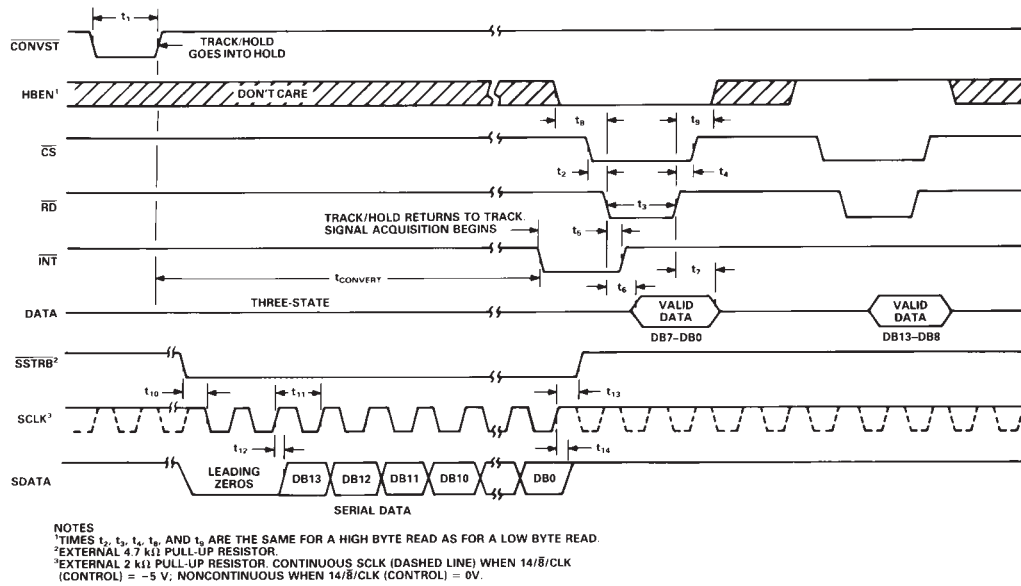 t1
CONVST
TRACK/HOLD
GOES INTO HOLD
HBEN1
DON'T CARE
t8
t9
CS
t2
t4
RD
t3
TRACK/HOLD RETURNS TO TRACK.
SIGNAL ACQUISITION BEGINS
t5
INT
tCONVERT
t7
t6
THREE-STATE
DATA
VALID
DATA
VALID
DATA
DB7–DB0
DB13–DB8
SSTRB2
t10
t11
t13
SCLK3
t12
t14
SDATA
LEADING
ZEROS
DB13
DB12
DB11
DB10
DB0
SERIAL DATA
NOTES
1TIMES t2, t3, t4, t8, AND t9 ARE THE SAME FOR A HIGH BYTE READ AS FOR A LOW BYTE READ.
2EXTERNAL 4.7 kΩ PULL-UP RESISTOR.
3EXTERNAL 2 kΩ PULL-UP RESISTOR. CONTINUOUS SCLK (DASHED LINE) WHEN 14/8/CLK
(CONTROL) = –5 V; NONCONTINUOUS WHEN 14/8/CLK (CONTROL) = 0V.